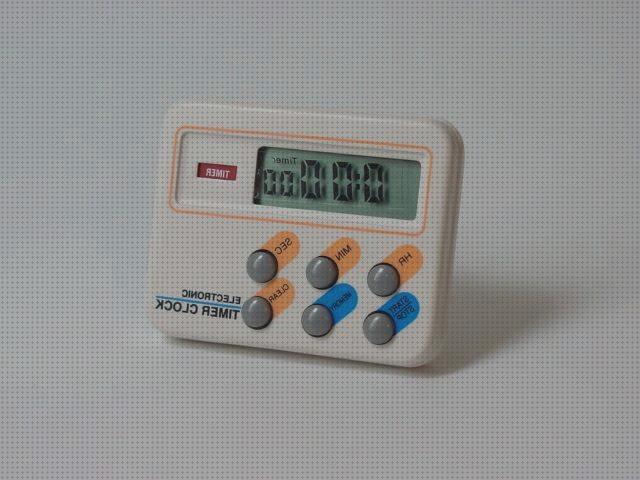 Timer
0:00 00
TIMER
HR
MIN
SEC
START
STOP
MEMORY
CLEAR
ELECTRONIC
TIMER CLOCK